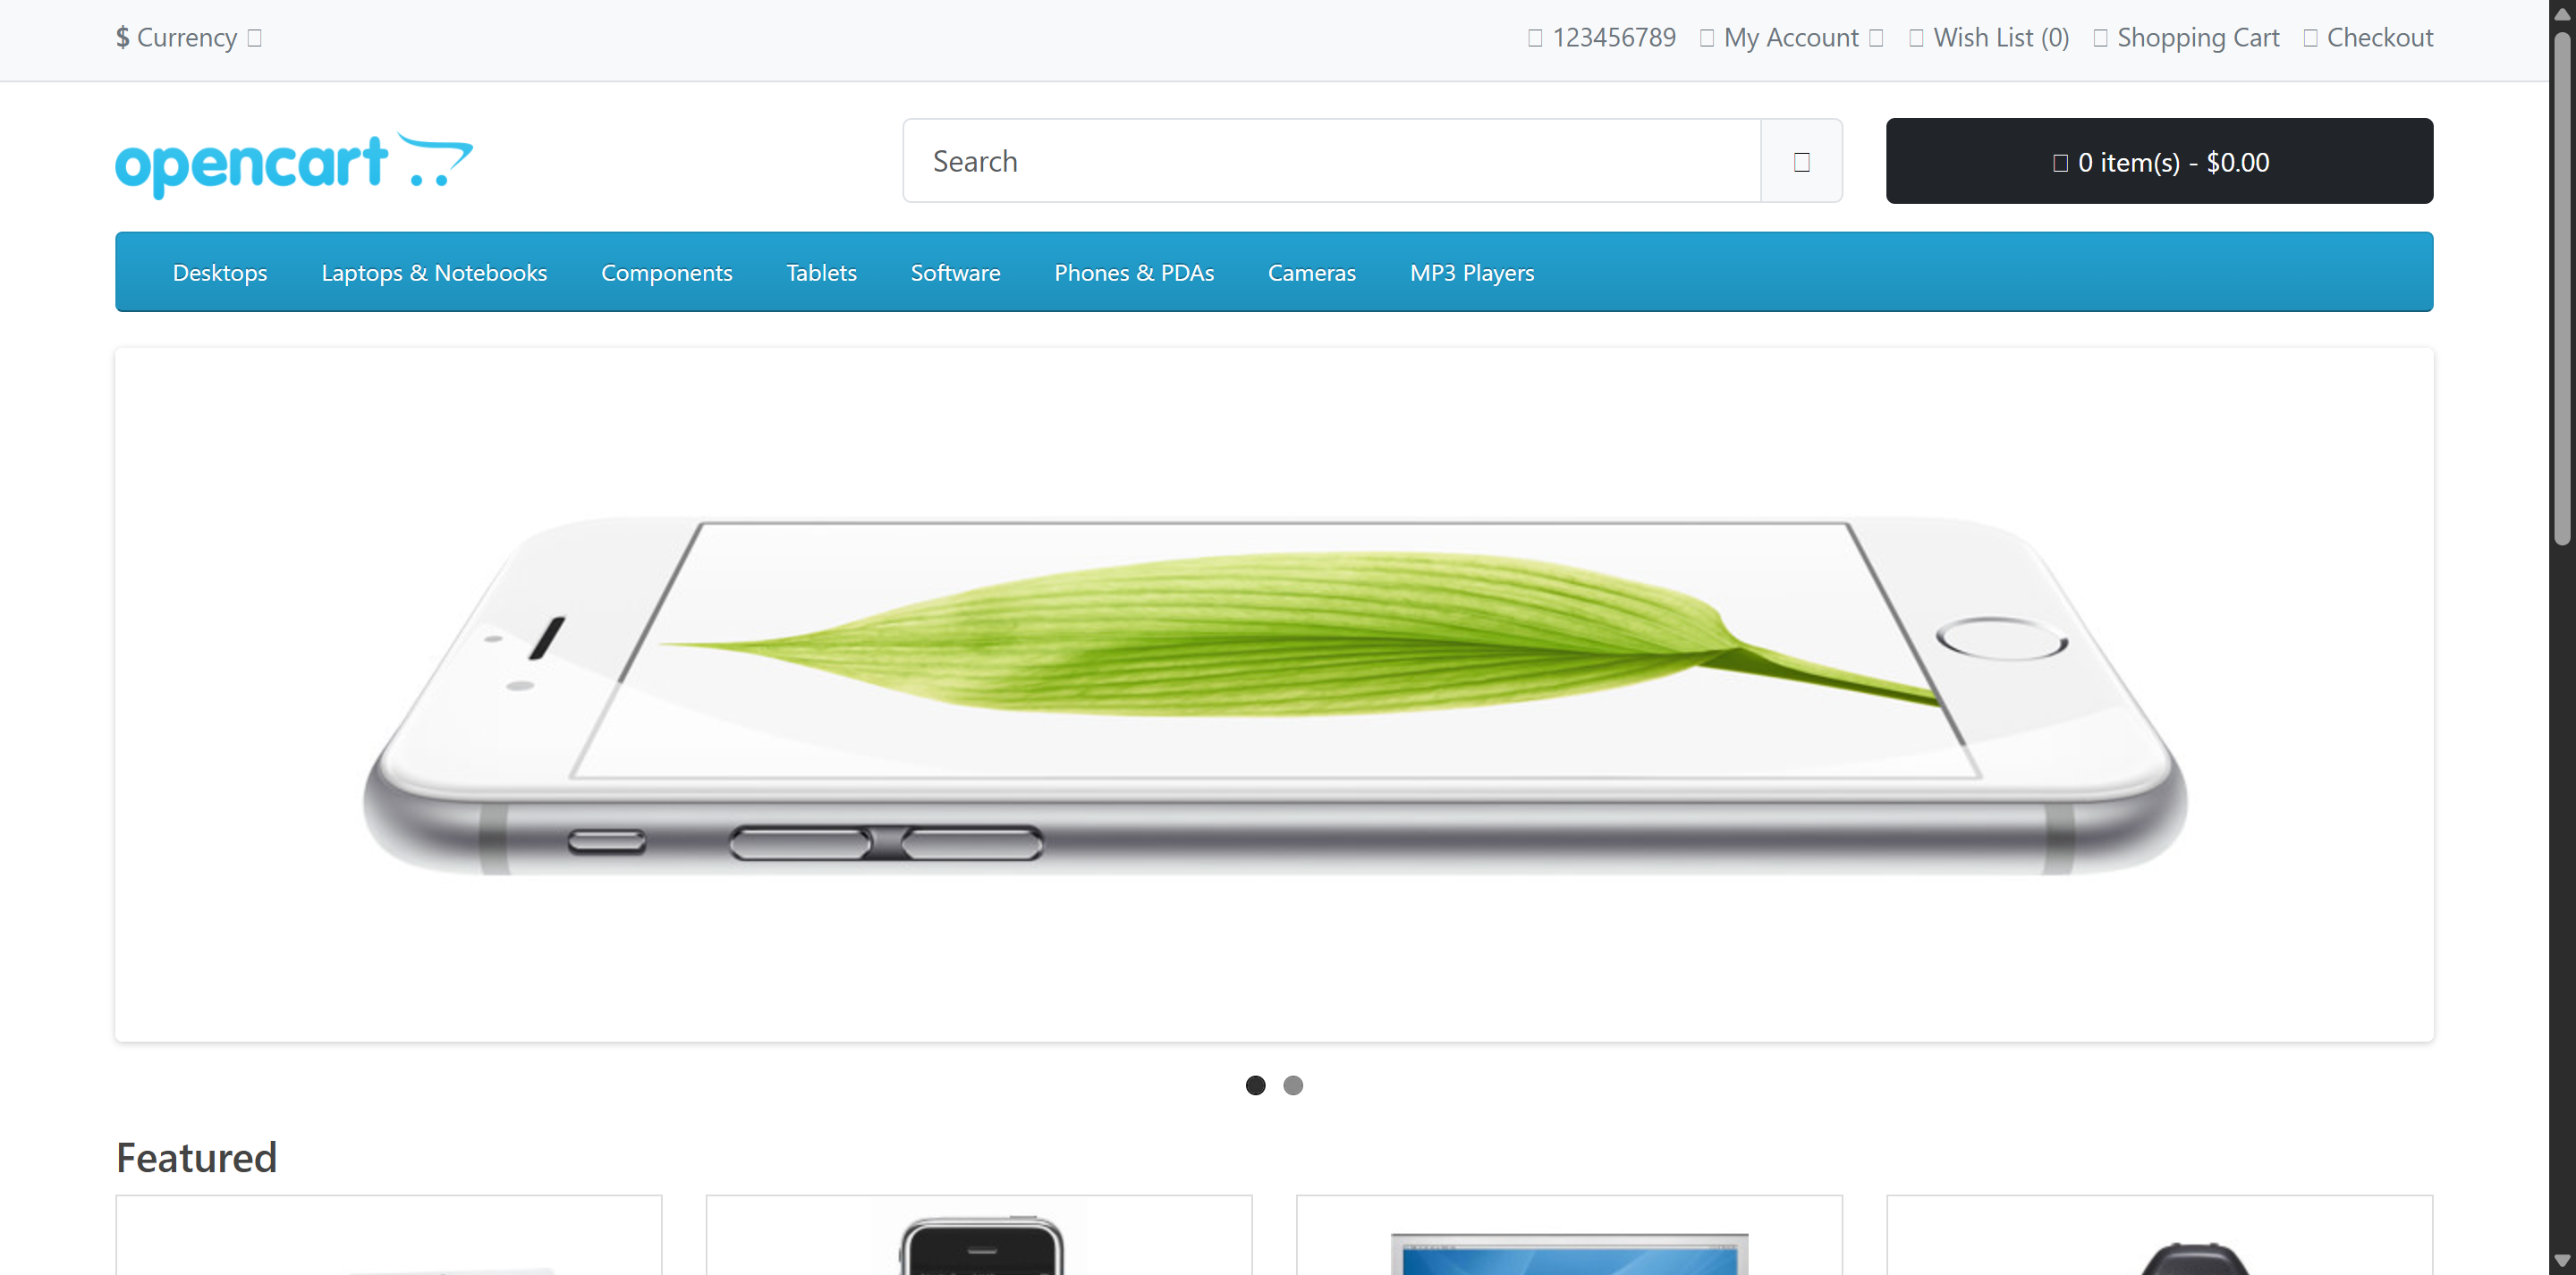 $ Currency
123456789 My Account Wish List (0) Shopping Cart Checkout
opencart
Search
0 item(s) - $0.00
Desktops Laptops & Notebooks Components Tablets Software Phones & PDAs Cameras MP3 Players
Featured